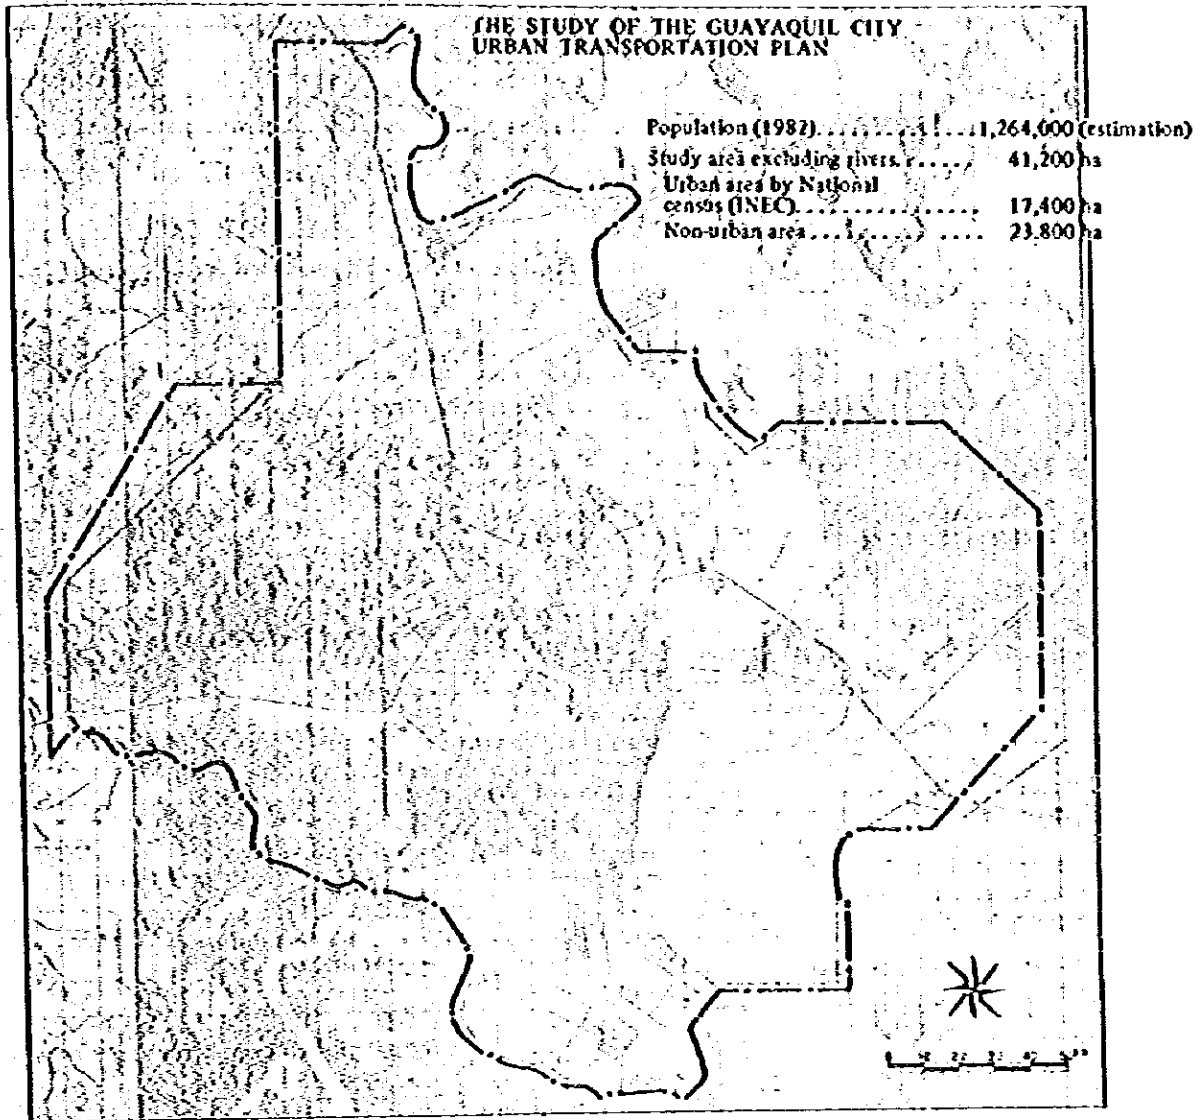 THE STUDY OF THE GUAYAQUIL CITY
URBAN TRANSPORTATION PLAN
Population (1982)..................1,264,000 (estimation)
Study area excluding rivers....... 41,200 ha
Urban area by National
census (INEC)................... 17,400 ha
Non-urban area................. 23.800 ha